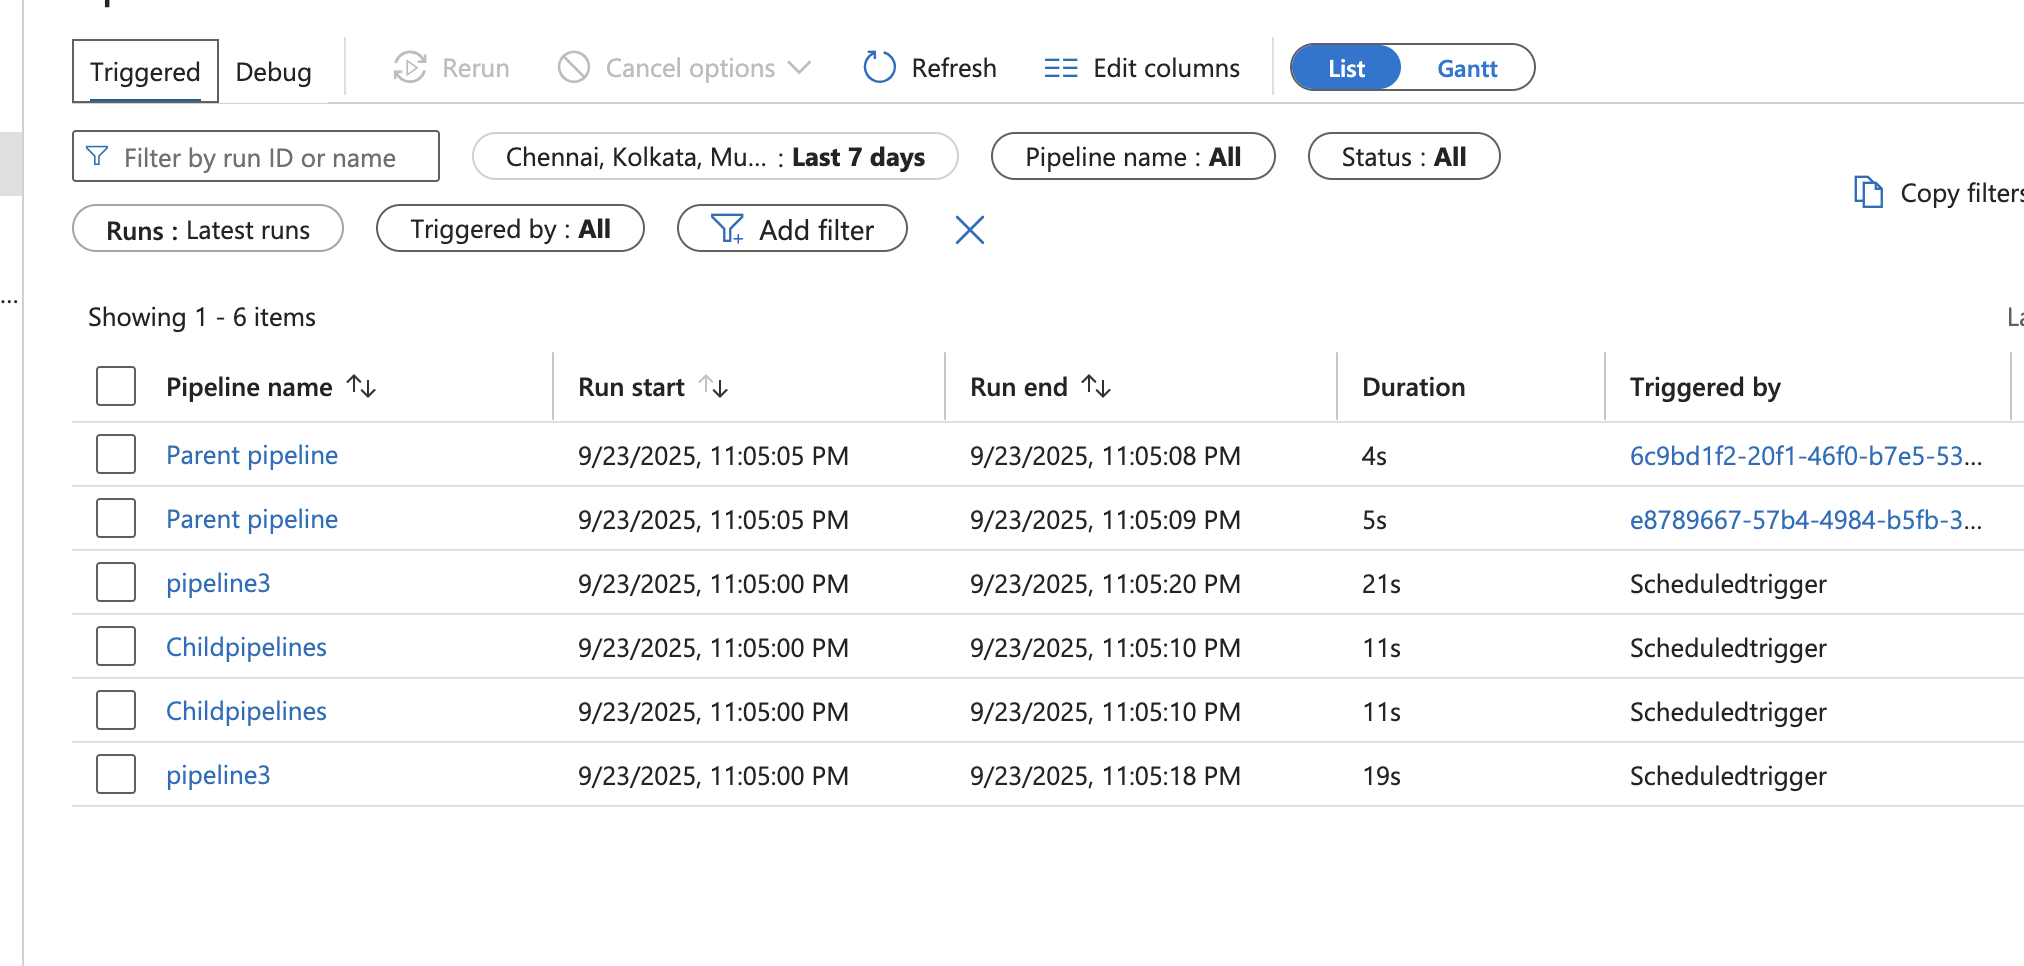 Triggered Debug Rerun Cancel options Refresh Edit columns List Gantt
Filter by run ID or name Chennai, Kolkata, Mu... : Last 7 days Pipeline name : All Status : All
Copy filters
Runs : Latest runs Triggered by : All Add filter
...
Showing 1 - 6 items La
Pipeline name Run start Run end Duration Triggered by
Parent pipeline 9/23/2025, 11:05:05 PM 9/23/2025, 11:05:08 PM 4s 6c9bd1f2-20f1-46f0-b7e5-53...
Parent pipeline 9/23/2025, 11:05:05 PM 9/23/2025, 11:05:09 PM 5s e8789667-57b4-4984-b5fb-3...
pipeline3 9/23/2025, 11:05:00 PM 9/23/2025, 11:05:20 PM 21s Scheduledtrigger
Childpipelines 9/23/2025, 11:05:00 PM 9/23/2025, 11:05:10 PM 11s Scheduledtrigger
Childpipelines 9/23/2025, 11:05:00 PM 9/23/2025, 11:05:10 PM 11s Scheduledtrigger
pipeline3 9/23/2025, 11:05:00 PM 9/23/2025, 11:05:18 PM 19s Scheduledtrigger